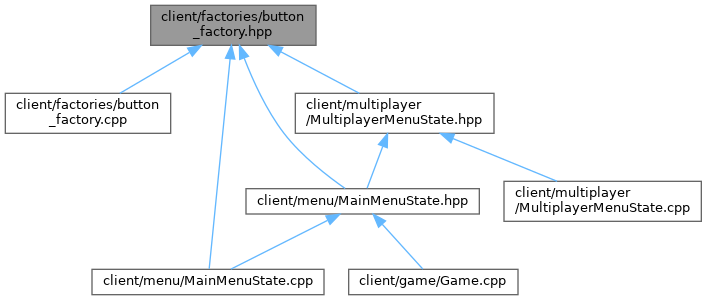 client/factories/button
_factory.hpp
client/factories/button
_factory.cpp
client/multiplayer
/MultiplayerMenuState.hpp
client/menu/MainMenuState.hpp
client/multiplayer
/MultiplayerMenuState.cpp
client/menu/MainMenuState.cpp
client/game/Game.cpp